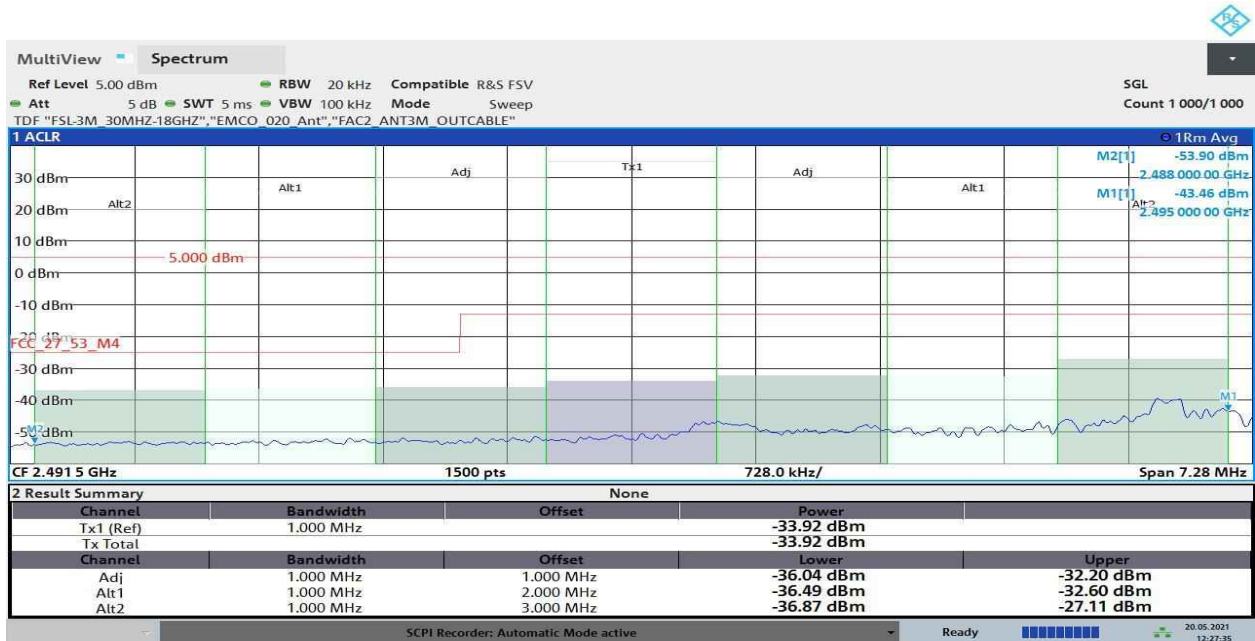 R&S
MultiView Spectrum
Ref Level 5.00 dBm RBW 20 kHz Compatible R&S FSV SGL
Att 5 dB SWT 5 ms VBW 100 kHz Mode Sweep Count 1 000/1 000
TDF "FSL-3M_30MHZ-18GHZ","EMCO_020_Ant","FAC2_ANT3M_OUTCABLE"
1 ACLR 1Rm Avg
M2[1] -53.90 dBm
2.488 000 00 GHz
M1[1] -43.46 dBm
2.495 000 00 GHz
Alt2 Alt1 Adj Tx1 Adj Alt1 Alt2
30 dBm
20 dBm
10 dBm
5.000 dBm
0 dBm
-10 dBm
-20 dBm
FCC_27_53_M4
-30 dBm
-40 dBm
M1
M2
-50 dBm
CF 2.491 5 GHz 1500 pts 728.0 kHz/ Span 7.28 MHz
2 Result Summary None
Channel Bandwidth Offset Power
Tx1 (Ref) 1.000 MHz -33.92 dBm
Tx Total -33.92 dBm
Channel Bandwidth Offset Lower Upper
Adj 1.000 MHz 1.000 MHz -36.04 dBm -32.20 dBm
Alt1 1.000 MHz 2.000 MHz -36.49 dBm -32.60 dBm
Alt2 1.000 MHz 3.000 MHz -36.87 dBm -27.11 dBm
SCPI Recorder: Automatic Mode active Ready 20.05.2021
12:27:35